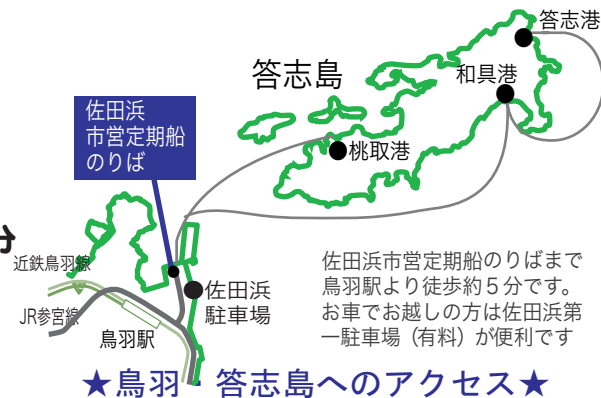 答志港
和具港
答志島
佐田浜
市営定期船
のりば
桃取港
分
近鉄鳥羽線
JR参宮線
鳥羽駅
佐田浜
駐車場
佐田浜市営定期船のりばまで
鳥羽駅より徒歩約５分です。
お車でお越しの方は佐田浜第
一駐車場（有料）が便利です
★鳥羽・答志島へのアクセス★